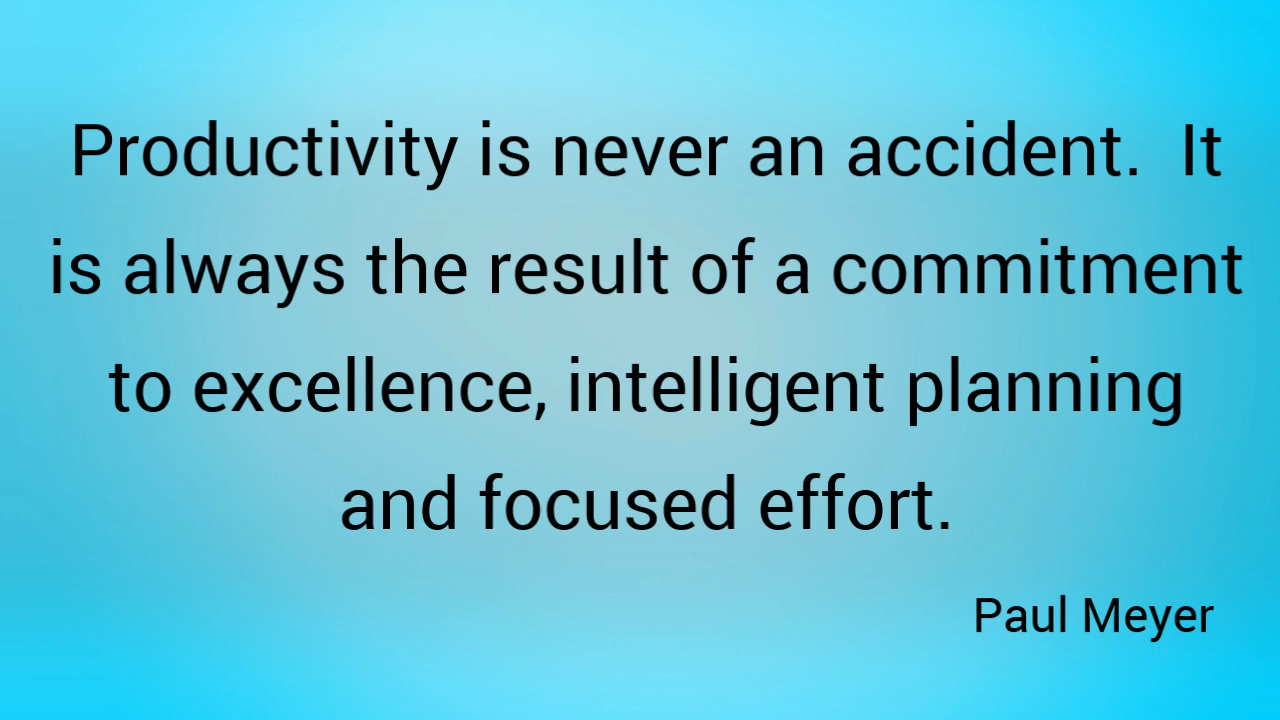 Productivity is never an accident.  It
is always the result of a commitment
to excellence, intelligent planning
and focused effort.
Paul Meyer